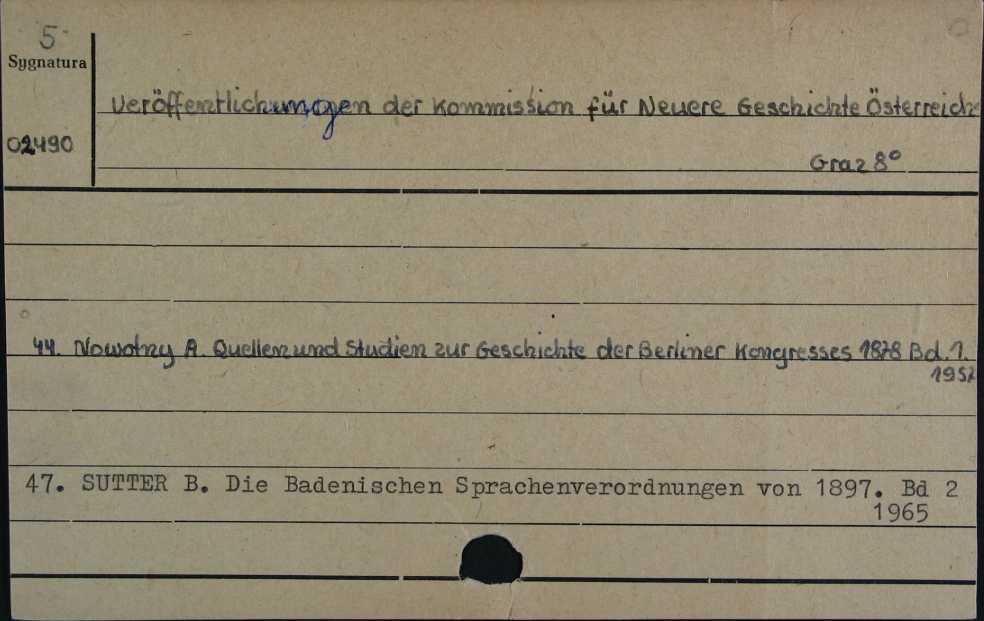 5
Sygnatura
Veröffentlichungen der Kommission für Neuere Geschichte Österreichs
02490
Graz 8°
44. Nowotny A. Quellen und Studien zur Geschichte der Berliner Kongresses 1878 Bd. 1.
1957
47. SUTTER B. Die Badenischen Sprachenverordnungen von 1897. Bd 2
1965